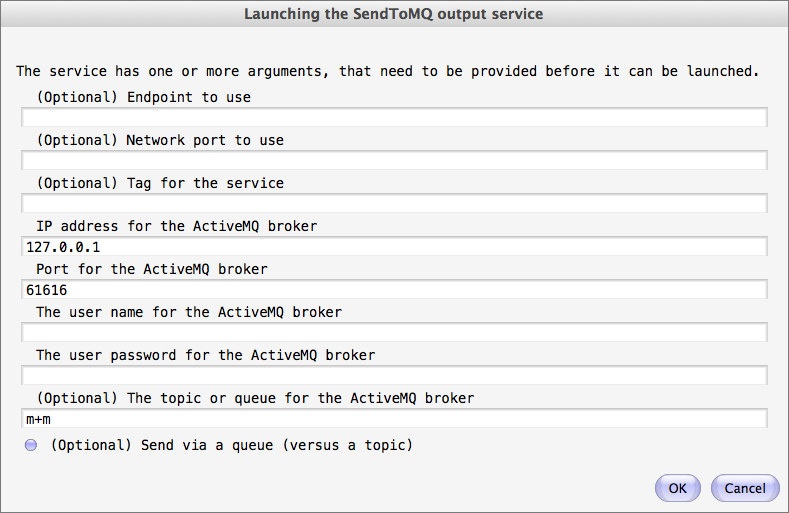 Launching the SendToMQ output service
The service has one or more arguments, that need to be provided before it can be launched.
(Optional) Endpoint to use
(Optional) Network port to use
(Optional) Tag for the service
IP address for the ActiveMQ broker
127.0.0.1
Port for the ActiveMQ broker
61616
The user name for the ActiveMQ broker
The user password for the ActiveMQ broker
(Optional) The topic or queue for the ActiveMQ broker
m+m
(Optional) Send via a queue (versus a topic)
OK Cancel